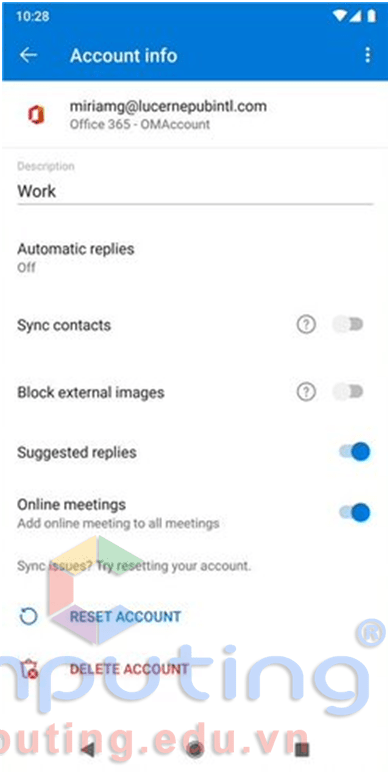 10:28
Account info
miriamg@lucernepubintl.com
Office 365 - OMAccount
Description
Work
Automatic replies
Off
Sync contacts
?
Block external images
?
Suggested replies
Online meetings
Add online meeting to all meetings
Sync issues? Try resetting your account.
RESET ACCOUNT
®
DELETE ACCOUNT
mputing
puting.edu.vn